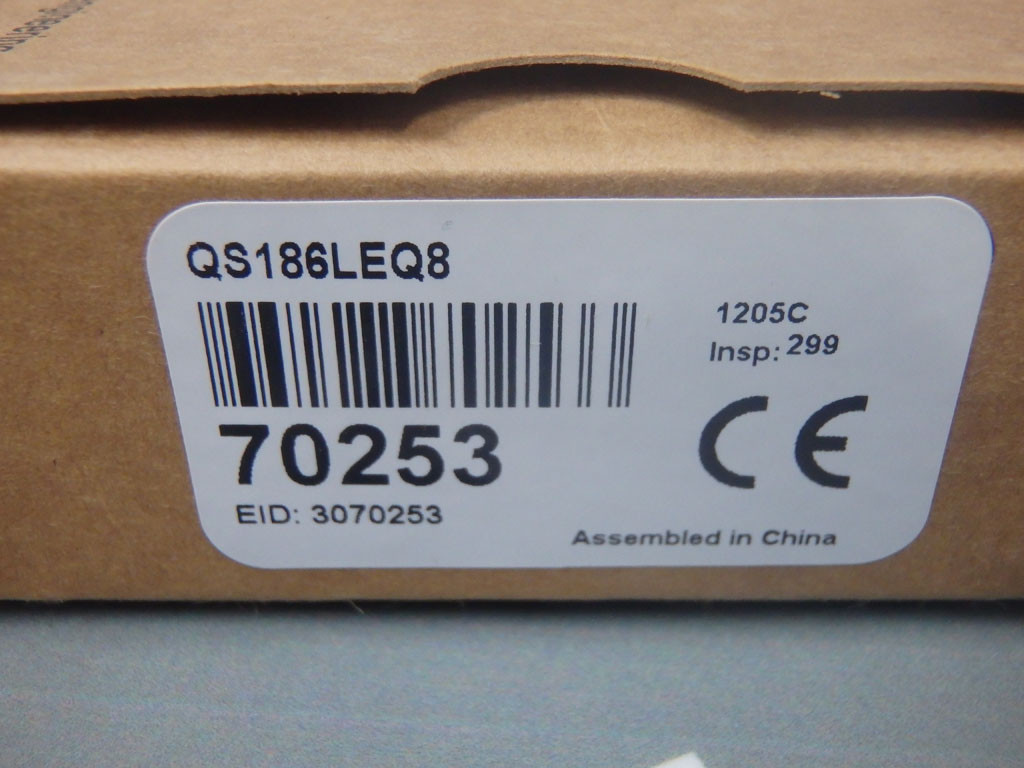 QS186LEQ8
1205C
Insp: 299
70253
EID: 3070253
CE
Assembled in China